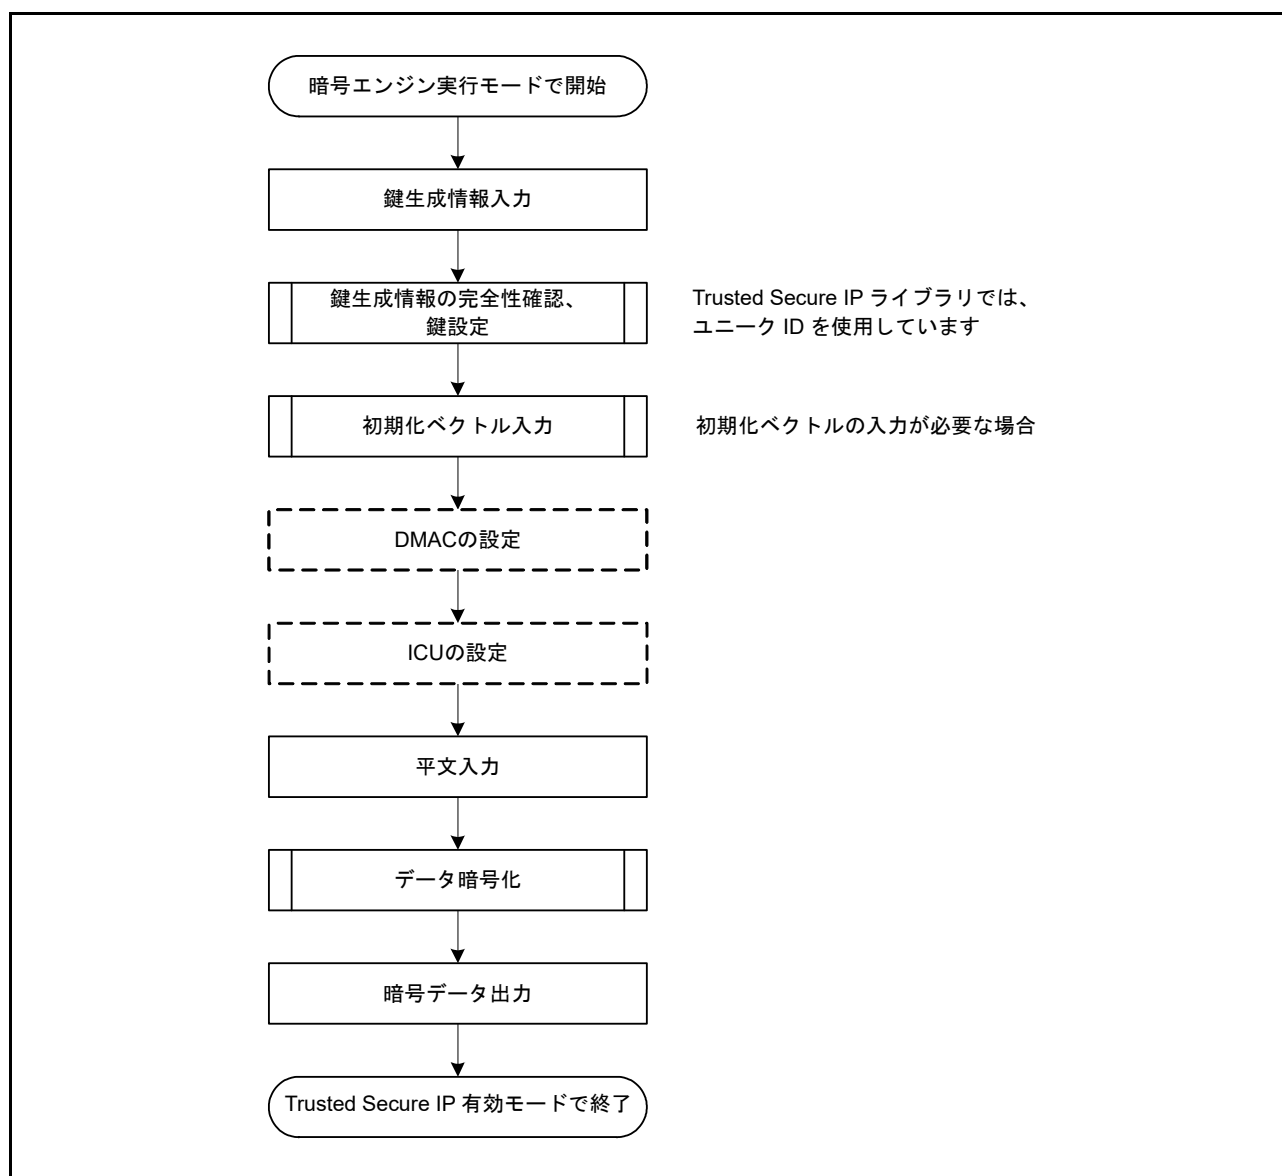 暗号エンジン実行モードで開始
鍵生成情報入力
鍵生成情報の完全性確認、
鍵設定
Trusted Secure IP ライブラリでは、
ユニーク ID を使用しています
初期化ベクトル入力
初期化ベクトルの入力が必要な場合
DMACの設定
ICUの設定
平文入力
データ暗号化
暗号データ出力
Trusted Secure IP 有効モードで終了